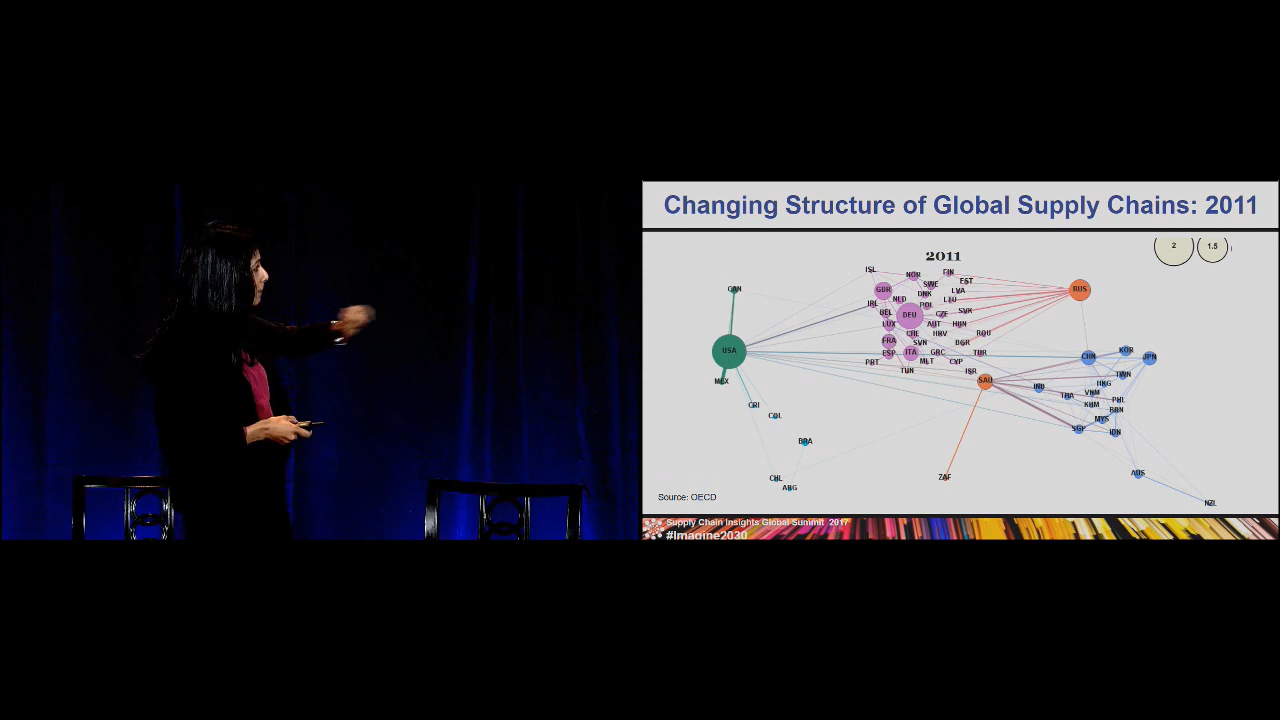 Changing Structure of Global Supply Chains: 2011
2
1.5
2011
ISL
NOR
FIN
CAN
GBR
SWE
EST
RUS
DNK
LVA
NLD
LTU
IRL
POL
BEL
DEU
CZE
SVK
LUX
AUT
HUN
CHE
HRV
ROU
FRA
SVN
BGR
USA
ESP
ITA
GRC
TUR
CHN
KOR
JPN
PRT
MLT
CYP
TUN
ISR
TWN
MEX
SAU
IND
HKG
THA
VNM
PHL
CRI
KHM
BRN
COL
MYS
SGP
IDN
BRA
CHL
ZAF
AUS
ARG
NZL
Source: OECD
Supply Chain Insights Global Summit 2017
#Imagine2030